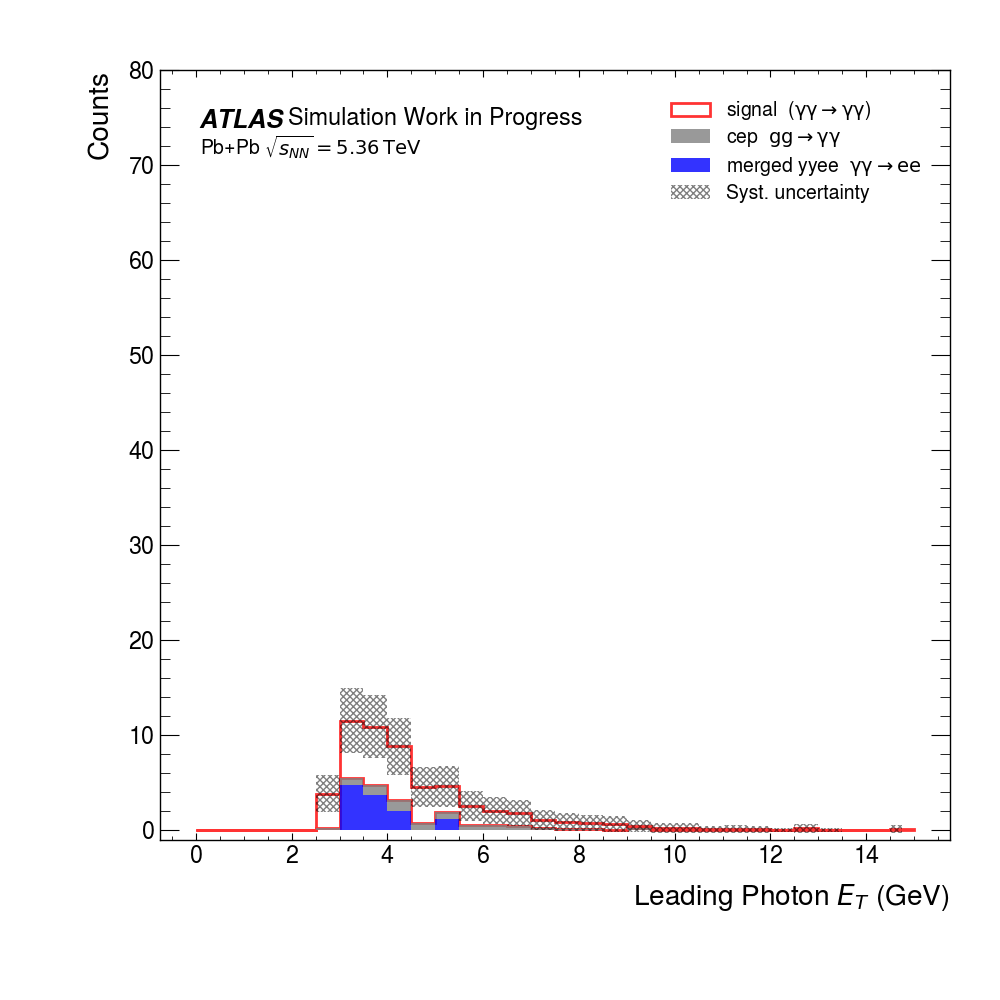 Counts
80
70
60
50
40
30
20
10
0
ATLAS Simulation Work in Progress
Pb+Pb √s_NN = 5.36 TeV
signal (γγ→γγ)
cep gg→γγ
merged yyee γγ→ee
Syst. uncertainty
0 2 4 6 8 10 12 14
Leading Photon E_T (GeV)